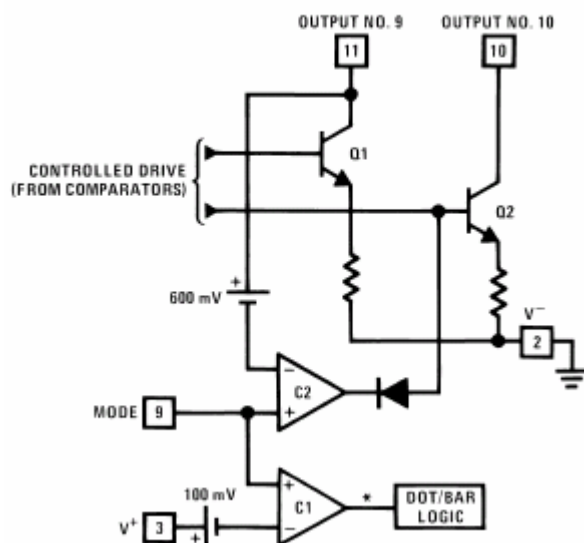 OUTPUT NO. 9
OUTPUT NO. 10
11
10
Q1
CONTROLLED DRIVE
(FROM COMPARATORS)
Q2
+
600 mV
V−
2
−
C2
+
MODE
9
100 mV
+
C1
*
DOT/BAR
LOGIC
−
V+
3
+